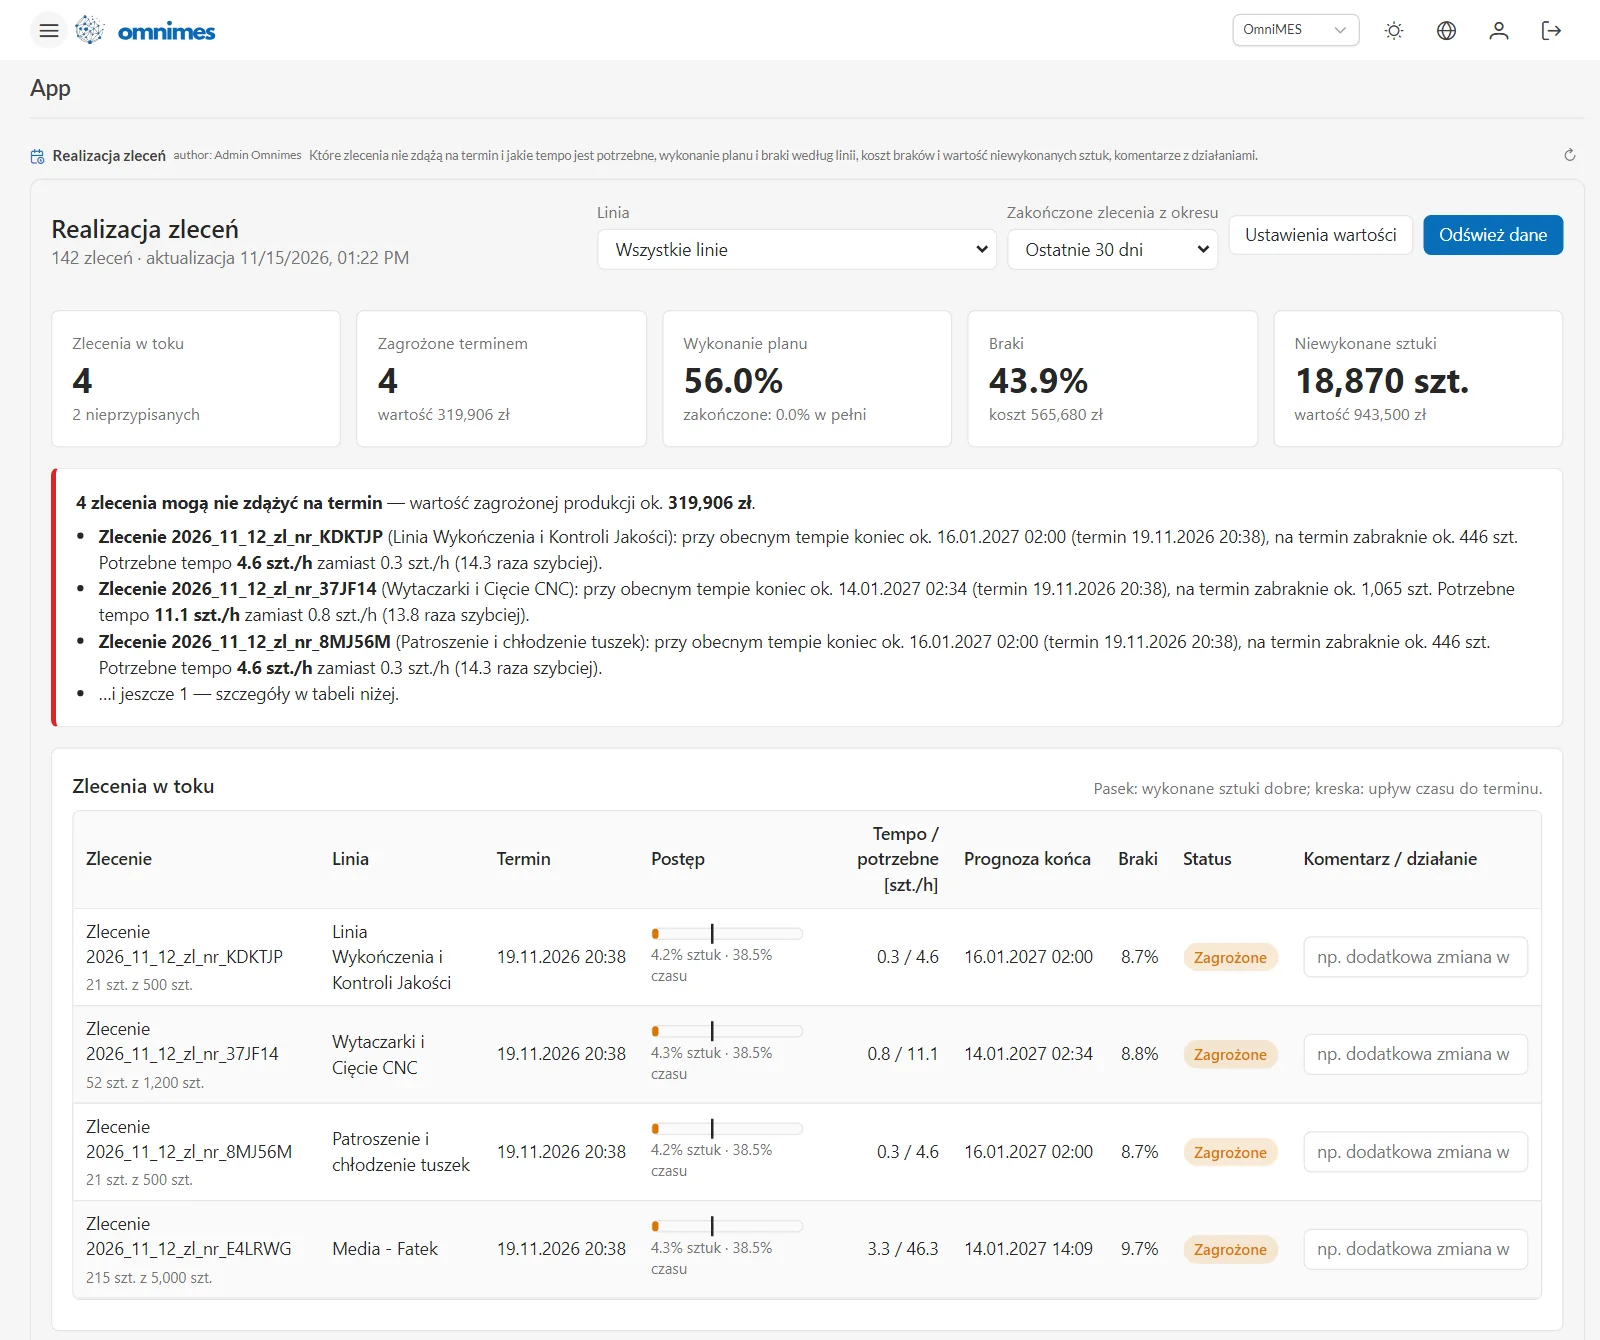 omnimes
OmniMES
App
Realizacja zleceń author: Admin Omnimes Które zlecenia nie zdążą na termin i jakie tempo jest potrzebne, wykonanie planu i braki według linii, koszt braków i wartość niewykonanych sztuk, komentarze z działaniami.
Realizacja zleceń
142 zleceń · aktualizacja 11/15/2026, 01:22 PM
Linia
Wszystkie linie
Zakończone zlecenia z okresu
Ostatnie 30 dni
Ustawienia wartości
Odśwież dane
Zlecenia w toku
4
2 nieprzypisanych
Zagrożone terminem
4
wartość 319,906 zł
Wykonanie planu
56.0%
zakończone: 0.0% w pełni
Braki
43.9%
koszt 565,680 zł
Niewykonane sztuki
18,870 szt.
wartość 943,500 zł
4 zlecenia mogą nie zdążyć na termin — wartość zagrożonej produkcji ok. 319,906 zł.
• Zlecenie 2026_11_12_zl_nr_KDKTJP (Linia Wykończenia i Kontroli Jakości): przy obecnym tempie koniec ok. 16.01.2027 02:00 (termin 19.11.2026 20:38), na termin zabraknie ok. 446 szt.
Potrzebne tempo 4.6 szt./h zamiast 0.3 szt./h (14.3 raza szybciej).
• Zlecenie 2026_11_12_zl_nr_37JF14 (Wytaczarki i Cięcie CNC): przy obecnym tempie koniec ok. 14.01.2027 02:34 (termin 19.11.2026 20:38), na termin zabraknie ok. 1,065 szt. Potrzebne
tempo 11.1 szt./h zamiast 0.8 szt./h (13.8 raza szybciej).
• Zlecenie 2026_11_12_zl_nr_8MJ56M (Patroszenie i chłodzenie tuszek): przy obecnym tempie koniec ok. 16.01.2027 02:00 (termin 19.11.2026 20:38), na termin zabraknie ok. 446 szt.
Potrzebne tempo 4.6 szt./h zamiast 0.3 szt./h (14.3 raza szybciej).
• ...i jeszcze 1 — szczegóły w tabeli niżej.
Zlecenia w toku
Pasek: wykonane sztuki dobre; kreska: upływ czasu do terminu.
Zlecenie
Linia
Termin
Postęp
Tempo /
potrzebne
[szt./h]
Prognoza końca
Braki
Status
Komentarz / działanie
Zlecenie
2026_11_12_zl_nr_KDKTJP
21 szt. z 500 szt.
Linia
Wykończenia i
Kontroli Jakości
19.11.2026 20:38
4.2% sztuk · 38.5%
czasu
0.3 / 4.6
16.01.2027 02:00
8.7%
Zagrożone
np. dodatkowa zmiana w
Zlecenie
2026_11_12_zl_nr_37JF14
52 szt. z 1,200 szt.
Wytaczarki i
Cięcie CNC
19.11.2026 20:38
4.3% sztuk · 38.5%
czasu
0.8 / 11.1
14.01.2027 02:34
8.8%
Zagrożone
np. dodatkowa zmiana w
Zlecenie
2026_11_12_zl_nr_8MJ56M
21 szt. z 500 szt.
Patroszenie i
chłodzenie tuszek
19.11.2026 20:38
4.2% sztuk · 38.5%
czasu
0.3 / 4.6
16.01.2027 02:00
8.7%
Zagrożone
np. dodatkowa zmiana w
Zlecenie
2026_11_12_zl_nr_E4LRWG
215 szt. z 5,000 szt.
Media - Fatek
19.11.2026 20:38
4.3% sztuk · 38.5%
czasu
3.3 / 46.3
14.01.2027 14:09
9.7%
Zagrożone
np. dodatkowa zmiana w